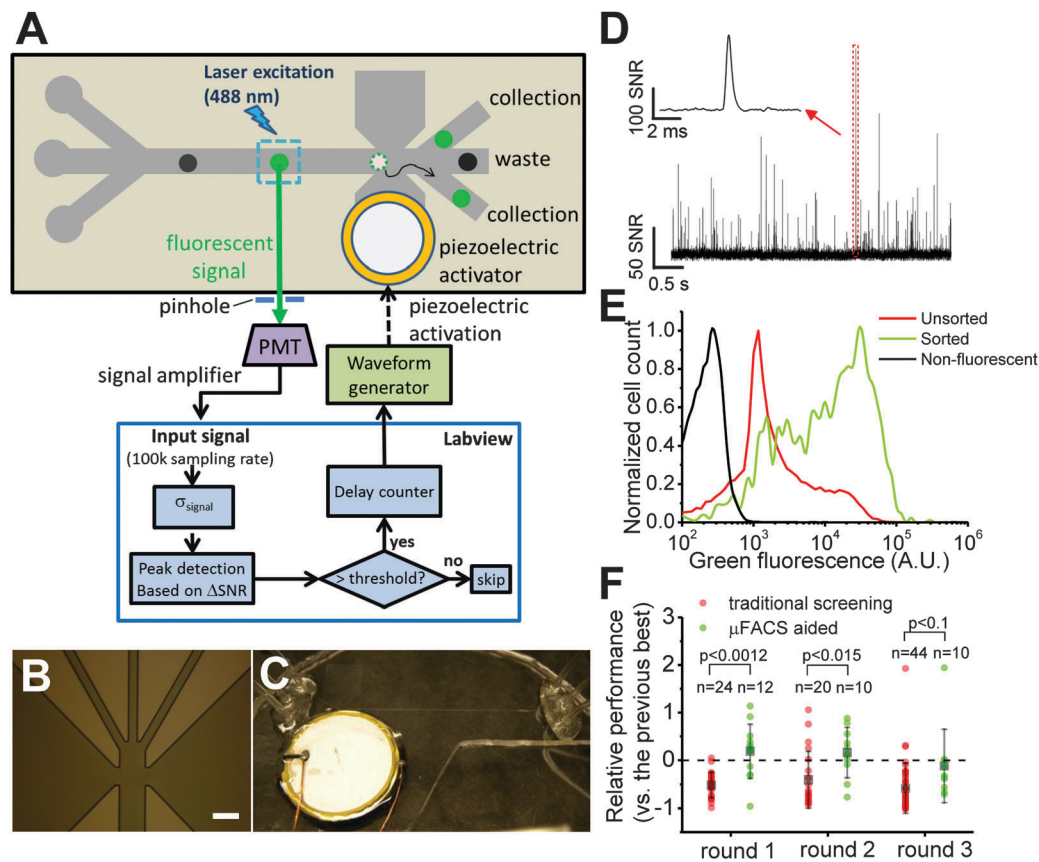 A
Laser excitation
(488 nm)
collection
waste
collection
fluorescent
signal
piezoelectric
activator
pinhole
piezoelectric
activation
PMT
signal amplifier
Waveform
generator
Input signal
(100k sampling rate)
Labview
σsignal
Delay counter
yes
Peak detection
Based on ΔSNR
> threshold?
no
skip
B
C
D
100 SNR
2 ms
50 SNR
0.5 s
E
Unsorted
Sorted
Non-fluorescent
Normalized cell count
1.0
0.8
0.6
0.4
0.2
0.0
10²
10³
10⁴
10⁵
10⁶
Green fluorescence (A.U.)
F
traditional screening
μFACS aided
Relative performance
(vs. the previous best)
3
2
1
0
−1
p<0.0012
n=24 n=12
p<0.015
n=20 n=10
p<0.1
n=44 n=10
round 1
round 2
round 3